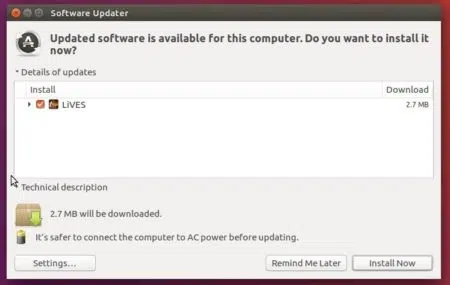 Software Updater
Updated software is available for this computer. Do you want to install it
now?
Details of updates
Install Download
LiVES 2.7 MB
Technical description
2.7 MB will be downloaded.
It's safer to connect the computer to AC power before updating.
Settings... Remind Me Later Install Now